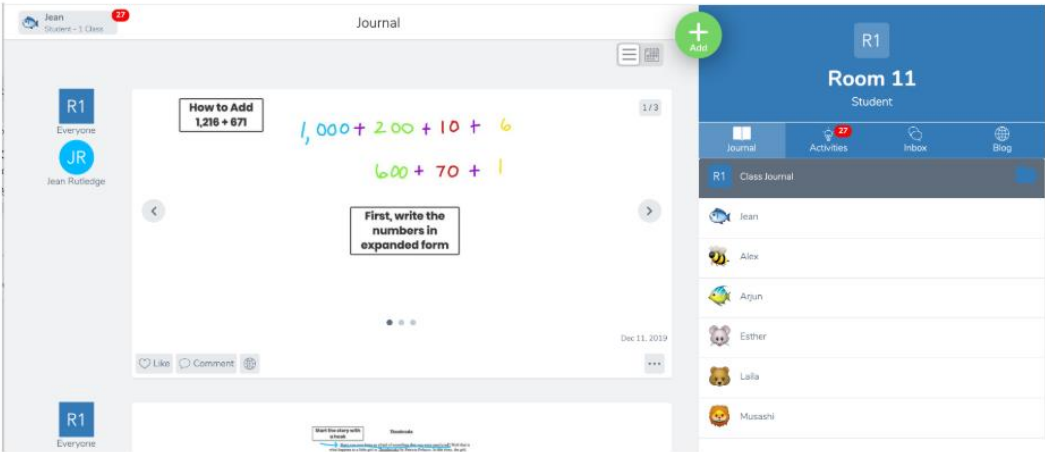 Jean
Student - 1 Class
27
Journal
Add
R1
Everyone
JR
Jean Rutledge
How to Add
1,216 + 671
1/3
1,000 + 200 + 10 + 6
600 + 70 + 1
First, write the
numbers in
expanded form
Dec 11, 2019
Like
Comment
R1
Everyone
Start the story with
a hook
R1
Room 11
Student
Journal
27
Activities
Inbox
Blog
R1 Class Journal
Jean
Alex
Arjun
Esther
Laila
Musashi